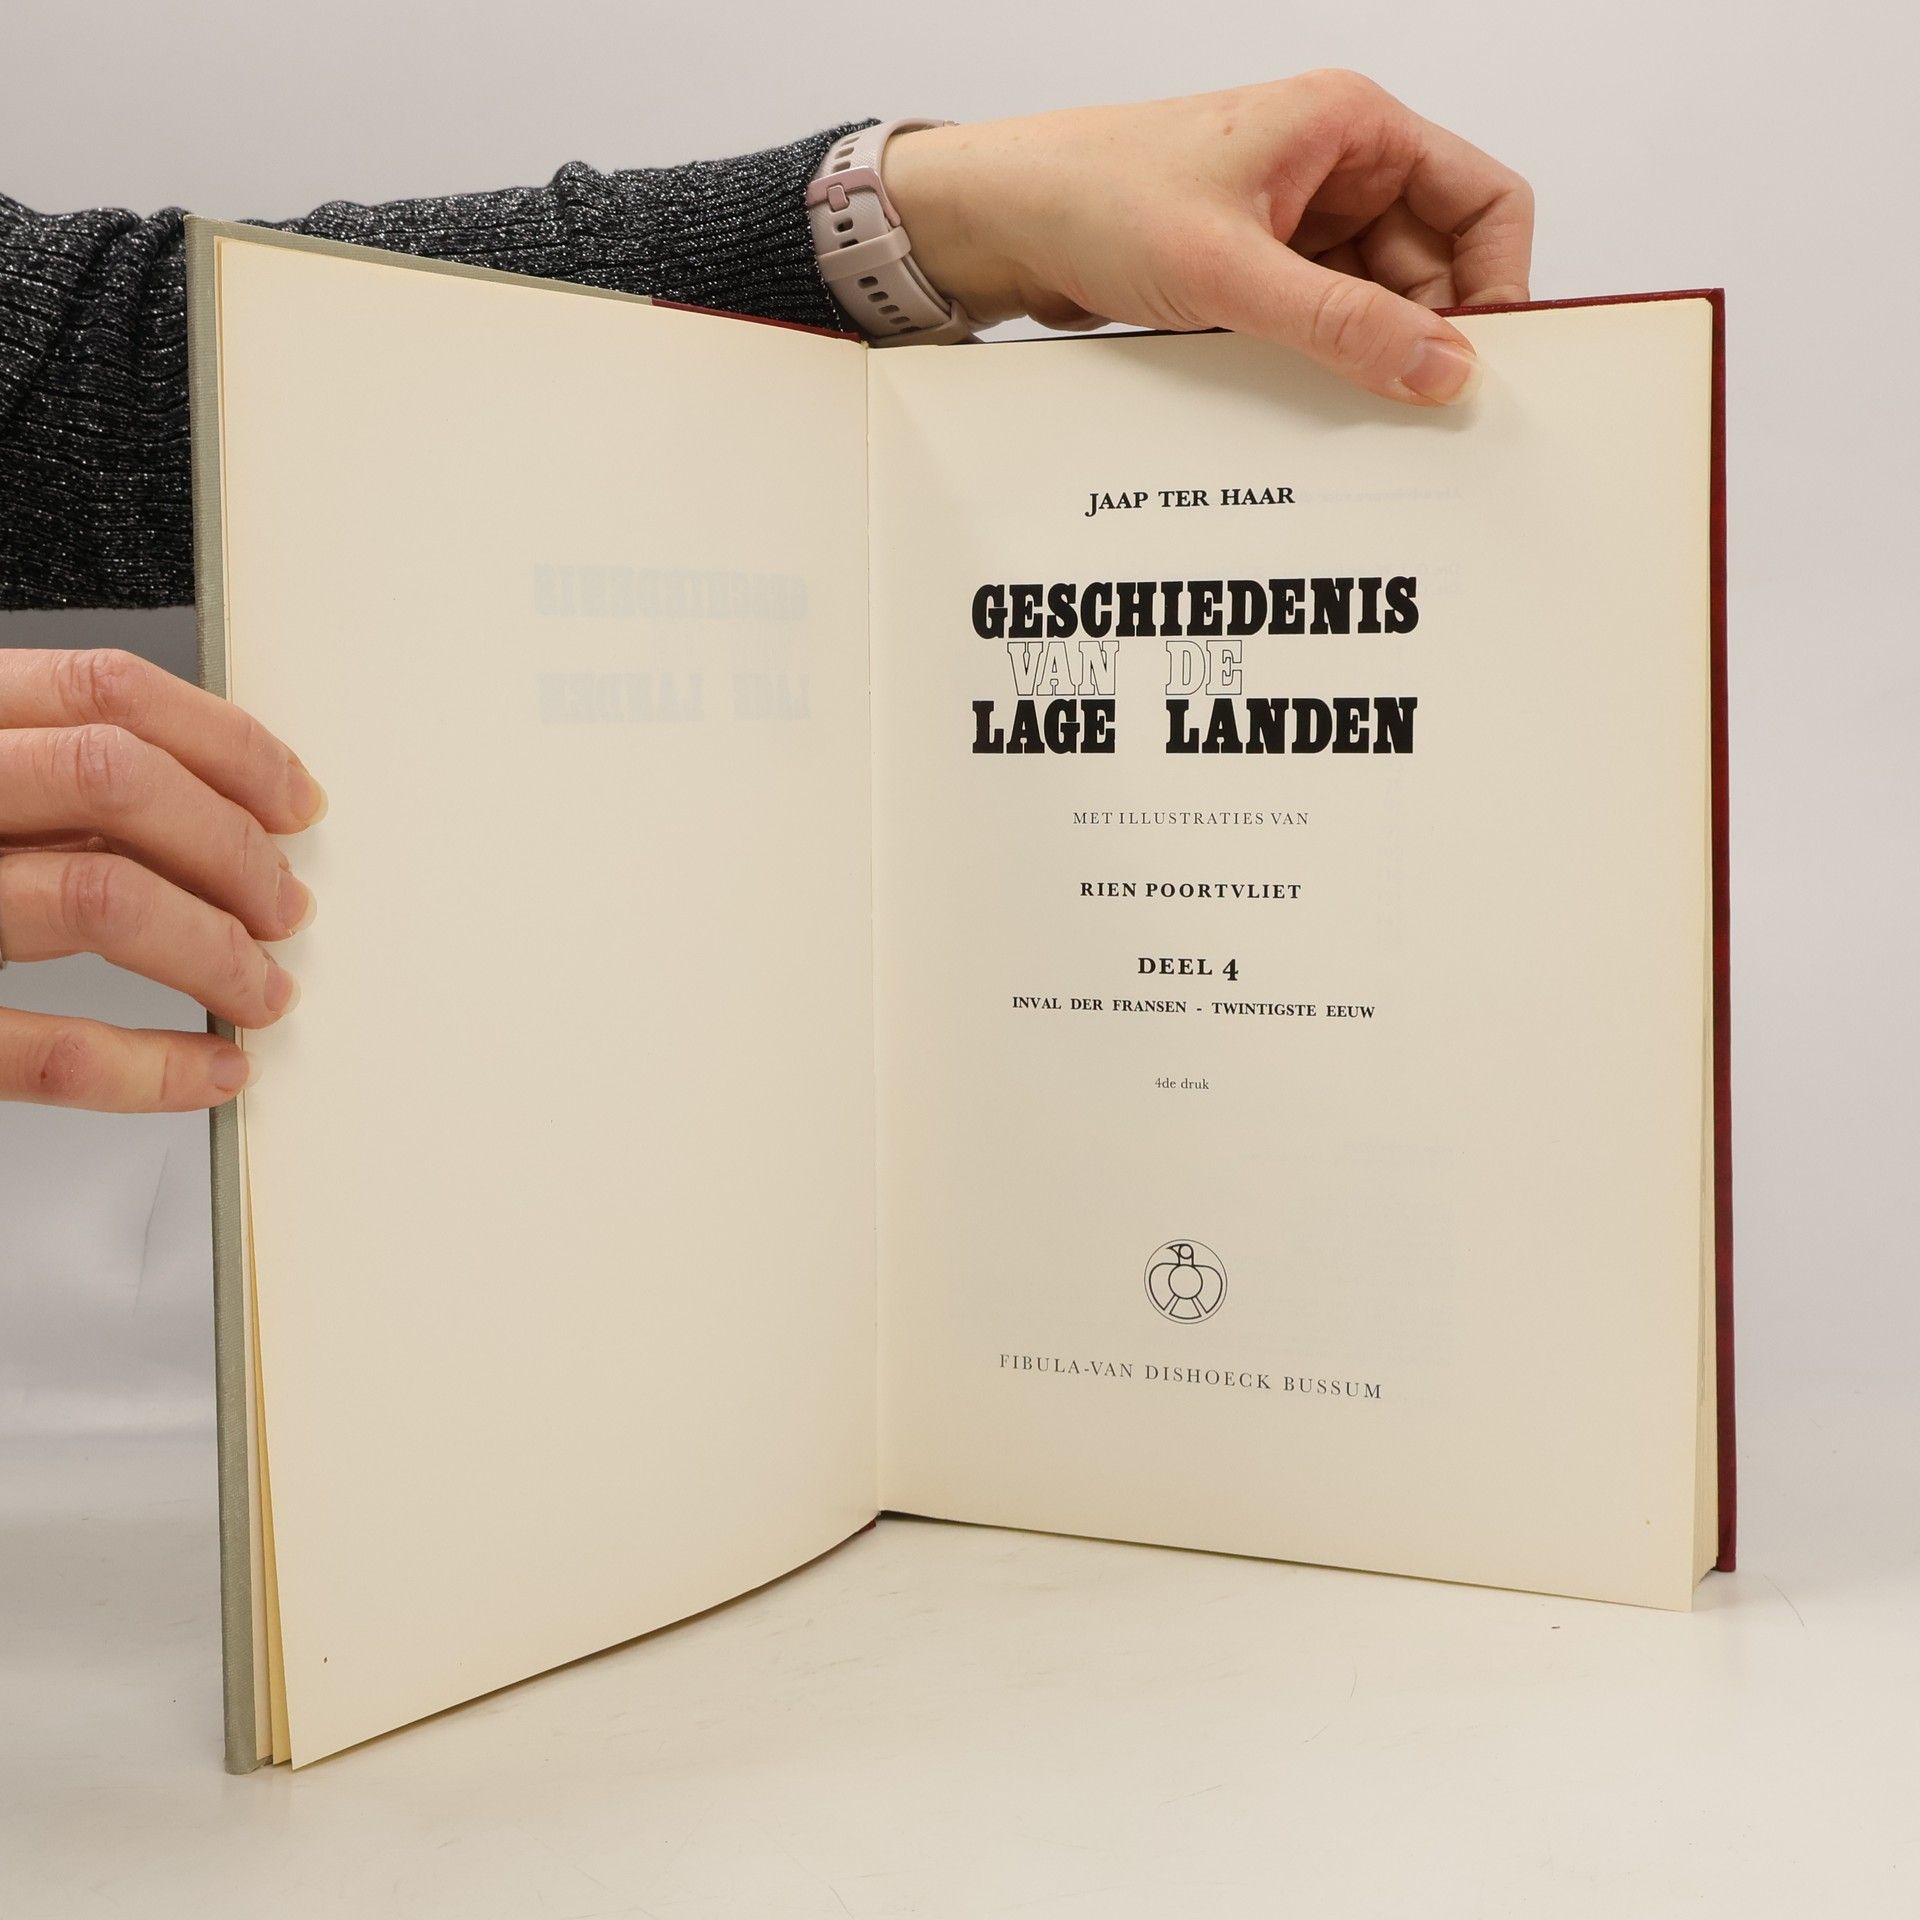 JAAP TER HAAR
GESCHIEDENIS
VAN DE
LAGE LANDEN
MET ILLUSTRATIES VAN
RIEN POORTVLIET
DEEL 4
INVAL DER FRANSEN - TWINTIGSTE EEUW
4de druk
FIBULA-VAN DISHOECK BUSSUM